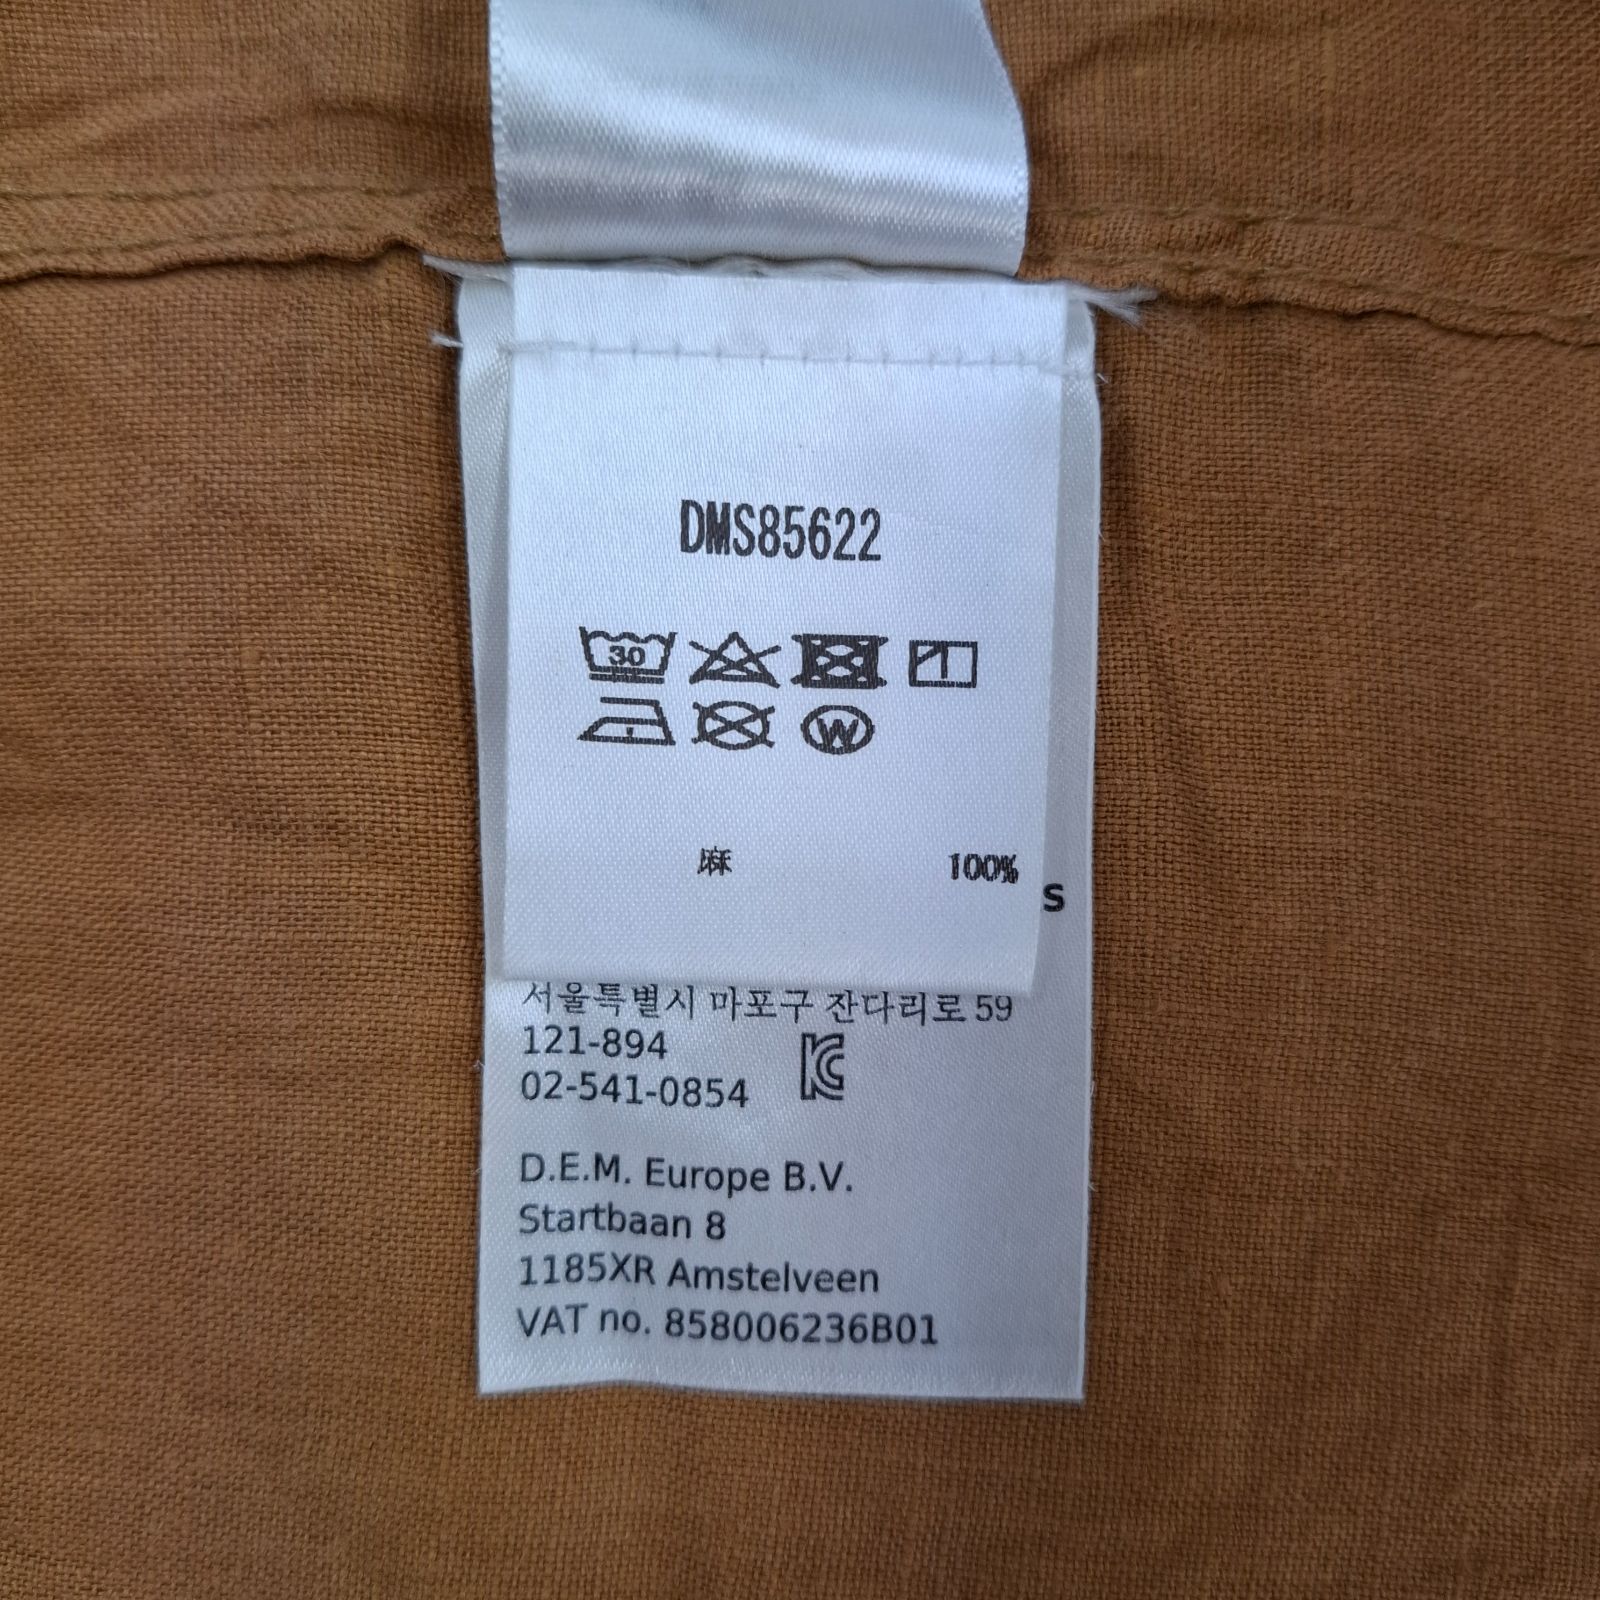 DMS85622
30
W
麻 100%
s
서울특별시 마포구 잔다리로 59
121-894
02-541-0854
D.E.M. Europe B.V.
Startbaan 8
1185XR Amstelveen
VAT no. 858006236B01